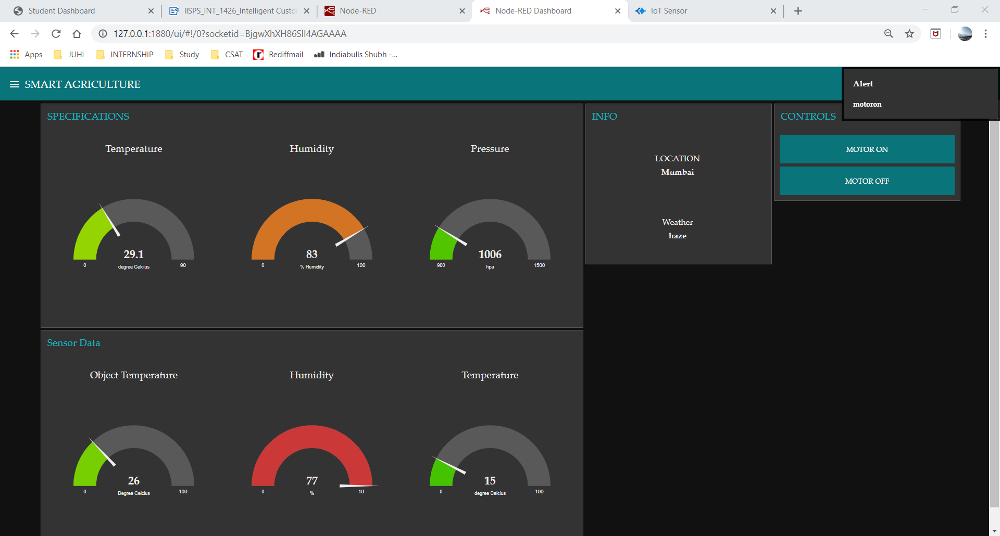 Student Dashboard
IISPS_INT_1426_Intelligent Custo
Node-RED
Node-RED Dashboard
IoT Sensor
127.0.0.1:1880/ui/#!/0?socketid=BjgwXhXH86SlI4AGAAAA
Apps
JUHI
INTERNSHIP
Study
CSAT
Rediffmail
Indiabulls Shubh -...
SMART AGRICULTURE
Alert
motoron
SPECIFICATIONS
Temperature
29.1
0
degree Celcius
90
Humidity
83
0
% Humidity
100
Pressure
1006
900
hpa
1500
INFO
LOCATION
Mumbai
Weather
haze
CONTROLS
MOTOR ON
MOTOR OFF
Sensor Data
Object Temperature
26
0
Degree Celcius
100
Humidity
77
0
%
10
Temperature
15
0
degree Celcius
100